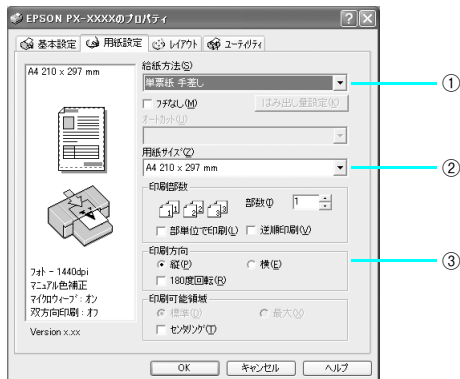 EPSON PX-XXXXのプロパティ
基本設定 用紙設定 レイアウト ユーティリティ
A4 210 x 297 mm
給紙方法(S)
単票紙 手差し
①
フチなし(M) はみ出し量設定(K)
オートカット(U)
用紙サイズ(Z)
A4 210 x 297 mm
②
印刷部数
1 1 2 2 3 3
部数(I) 1
部単位で印刷(L) 逆順印刷(V)
印刷方向
縦(P) 横(E)
③
180度回転(R)
フォト - 1440dpi
マニュアル色補正
マイクロウィーブ: オン
双方向印刷: オフ
印刷可能領域
標準(D) 最大(X)
センタリング(T)
Version x.xx
OK キャンセル ヘルプ